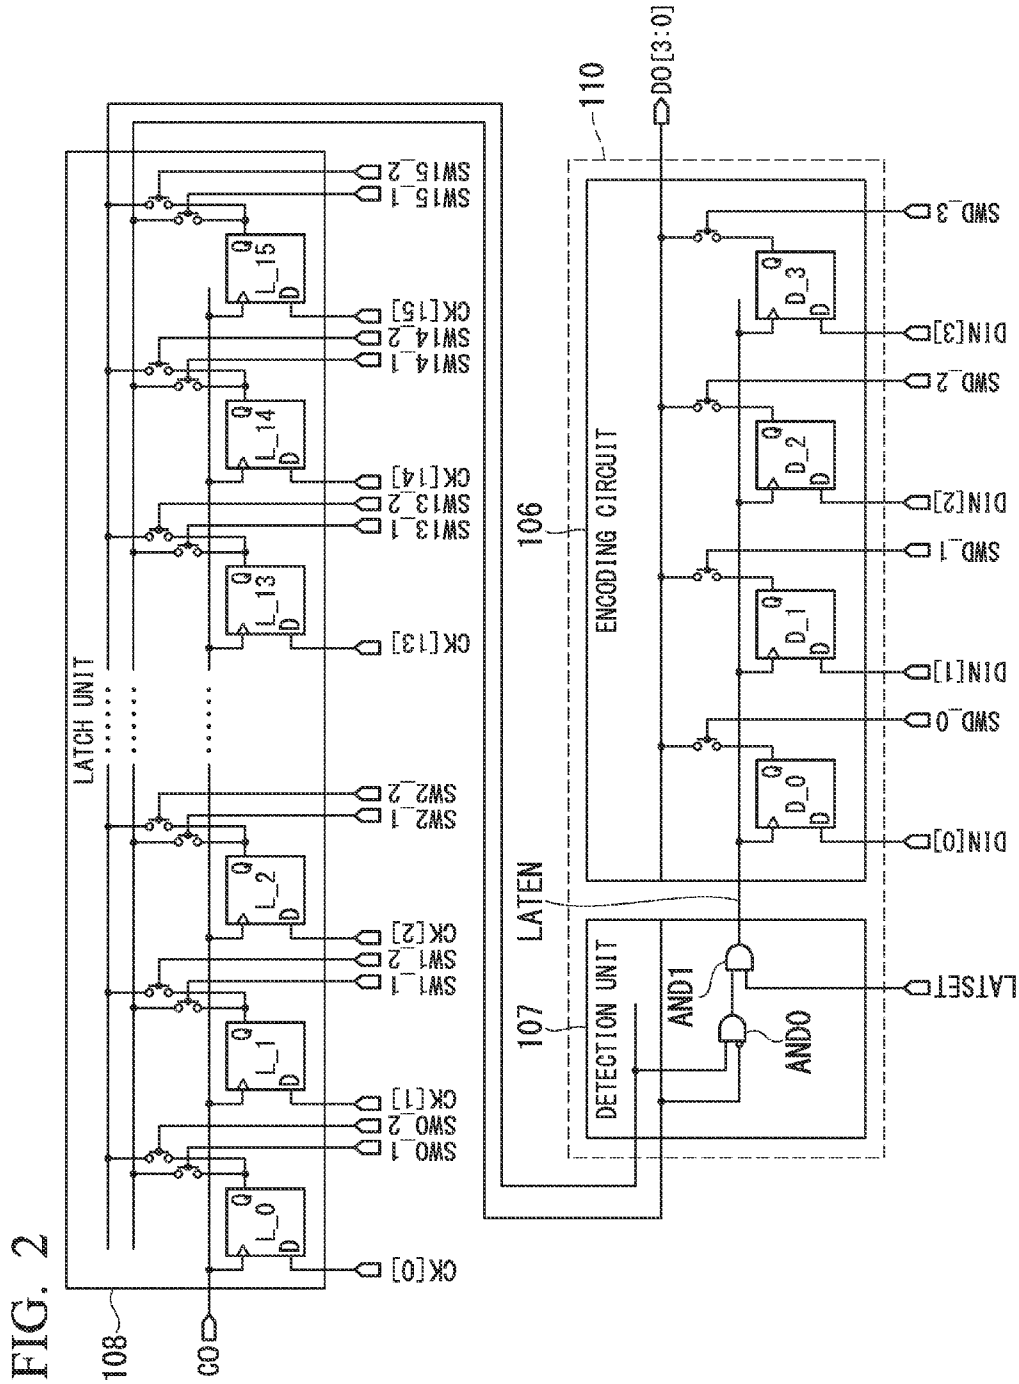 FIG. 2
108
LATCH UNIT
CO
L_0
D
Q
CK[0]
SW0_1
SW0_2
L_1
D
Q
CK[1]
SW1_1
SW1_2
L_2
D
Q
CK[2]
SW2_1
SW2_2
L_13
D
Q
CK[13]
SW13_1
SW13_2
L_14
D
Q
CK[14]
SW14_1
SW14_2
L_15
D
Q
CK[15]
SW15_1
SW15_2
107
DETECTION UNIT
AND1
AND0
LATSET
LATEN
106
ENCODING CIRCUIT
110
D_0
D
Q
DIN[0]
SWD_0
D_1
D
Q
DIN[1]
SWD_1
D_2
D
Q
DIN[2]
SWD_2
D_3
D
Q
DIN[3]
SWD_3
DO[3:0]